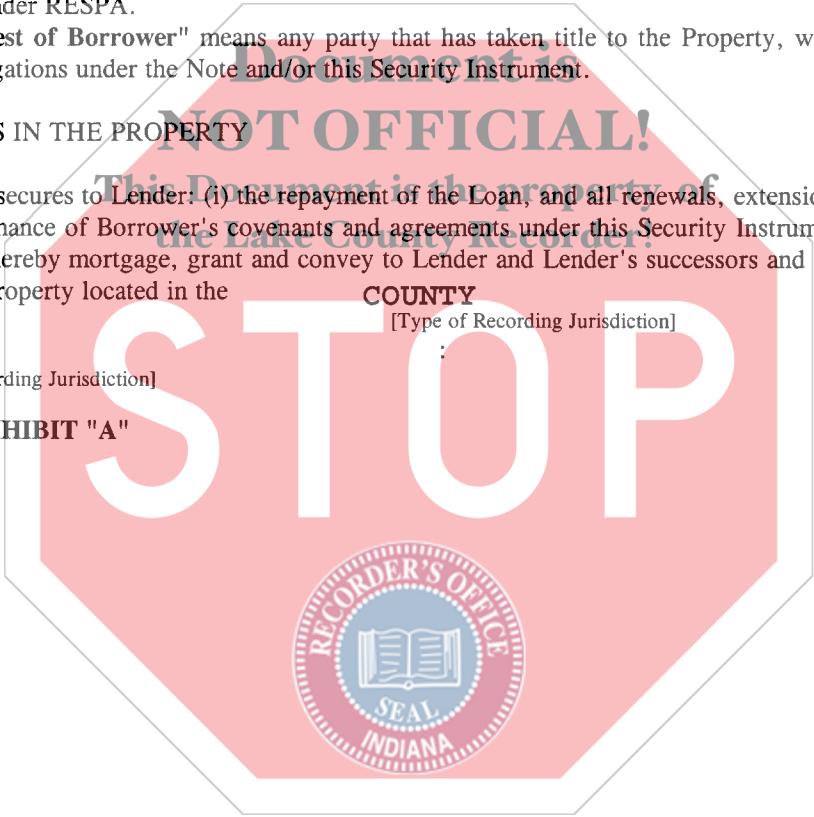 nder RESPA.
est of Borrower" means any party that has taken title to the Property, w
Document is
gations under the Note and/or this Security Instrument.
NOT OFFICIAL!
S IN THE PROPERTY
This Document is the property of
secures to Lender: (i) the repayment of the Loan, and all renewals, extensio
nance of Borrower's covenants and agreements under this Security Instrum
the Lake County Recorder!
ereby mortgage, grant and convey to Lender and Lender's successors and
roperty located in the COUNTY
[Type of Recording Jurisdiction]
:
rding Jurisdiction]
HIBIT "A"
STOP
RECORDER'S OFFICE
SEAL
INDIANA